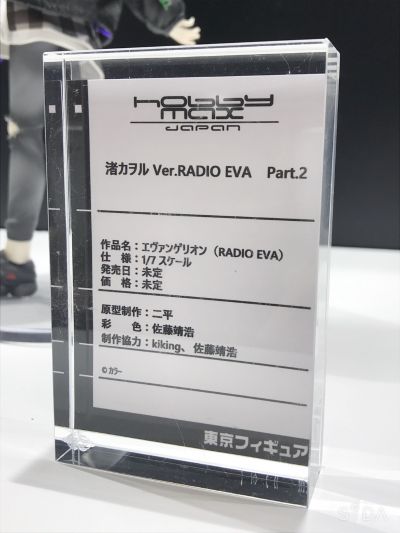 hobby
max
JAPAN
渚カヲル Ver.RADIO EVA Part.2
作品名：エヴァンゲリオン（RADIO EVA）
仕　様：1/7 スケール
発売日：未定
価　格：未定
原型制作：二平
彩　　色：佐藤靖浩
制作協力：kiking、佐藤靖浩
©カラー
東京フィギュア